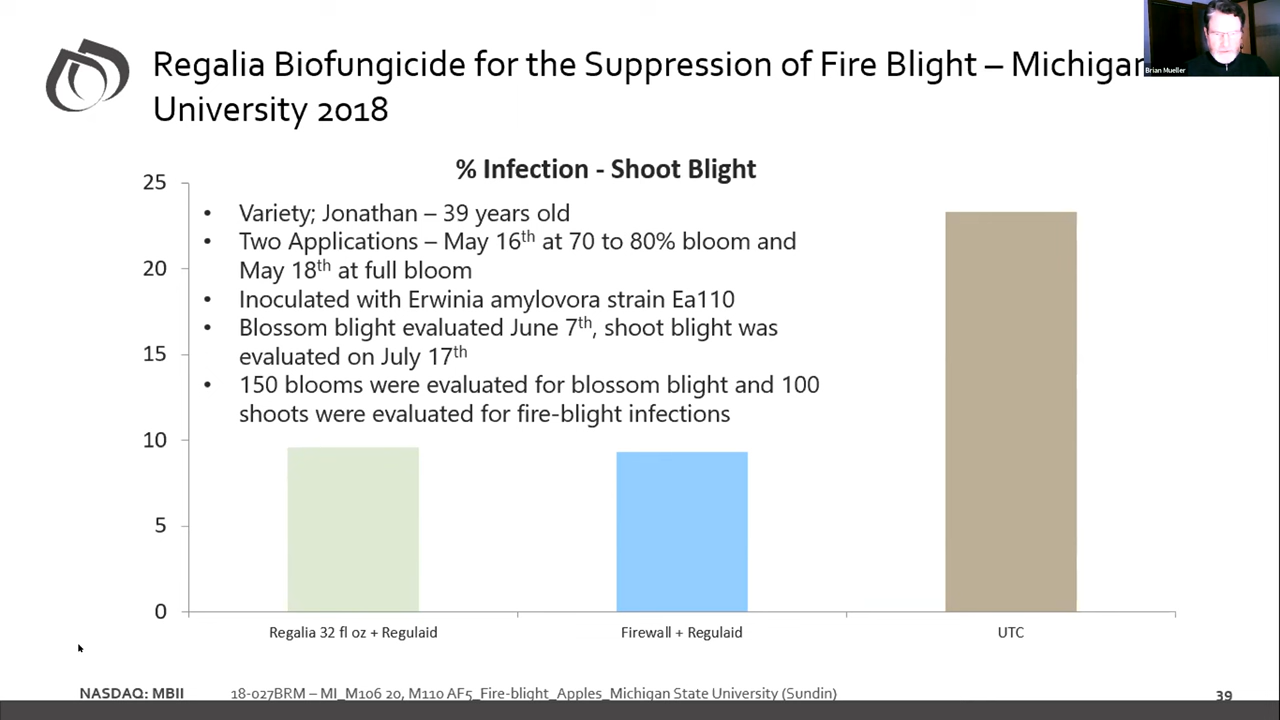 Regalia Biofungicide for the Suppression of Fire Blight – Michigan
University 2018
Brian Mueller
% Infection - Shoot Blight
25
20
15
10
5
0
• Variety; Jonathan – 39 years old
• Two Applications – May 16th at 70 to 80% bloom and
May 18th at full bloom
• Inoculated with Erwinia amylovora strain Ea110
• Blossom blight evaluated June 7th, shoot blight was
evaluated on July 17th
• 150 blooms were evaluated for blossom blight and 100
shoots were evaluated for fire-blight infections
Regalia 32 fl oz + Regulaid
Firewall + Regulaid
UTC
NASDAQ: MBII
18-027BRM – MI_M106 20, M110 AF5_Fire-blight_Apples_Michigan State University (Sundin)
39